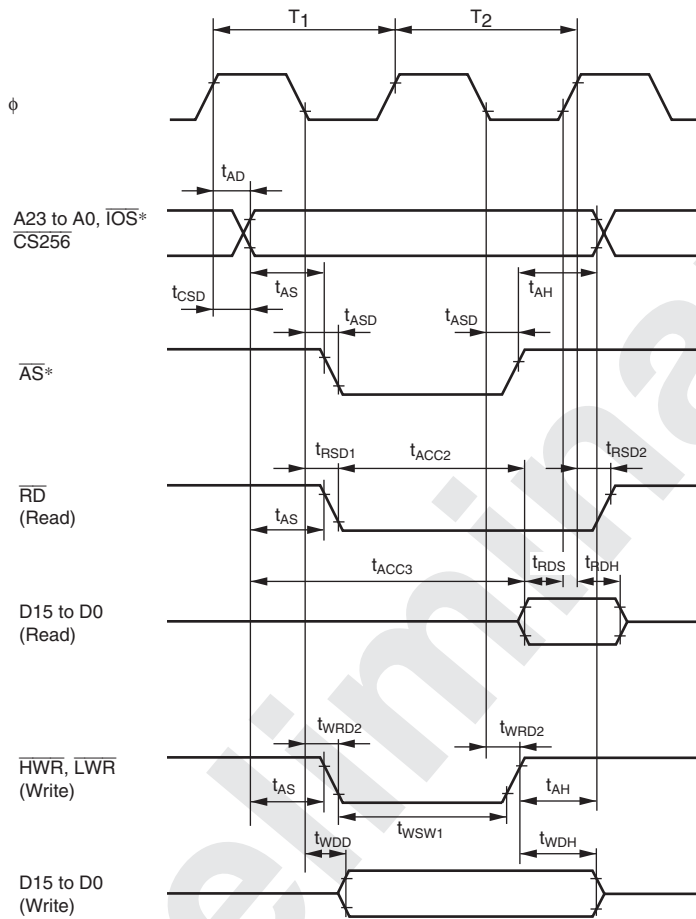 T1 T2
φ
tAD
A23 to A0, IOS*
CS256
tAS tAH
tCSD
tASD tASD
AS*
tRSD1 tACC2 tRSD2
RD
(Read)
tAS
tACC3 tRDS tRDH
D15 to D0
(Read)
tWRD2 tWRD2
HWR, LWR
(Write)
tAS tAH
tWSW1
tWDD tWDH
D15 to D0
(Write)
elimina